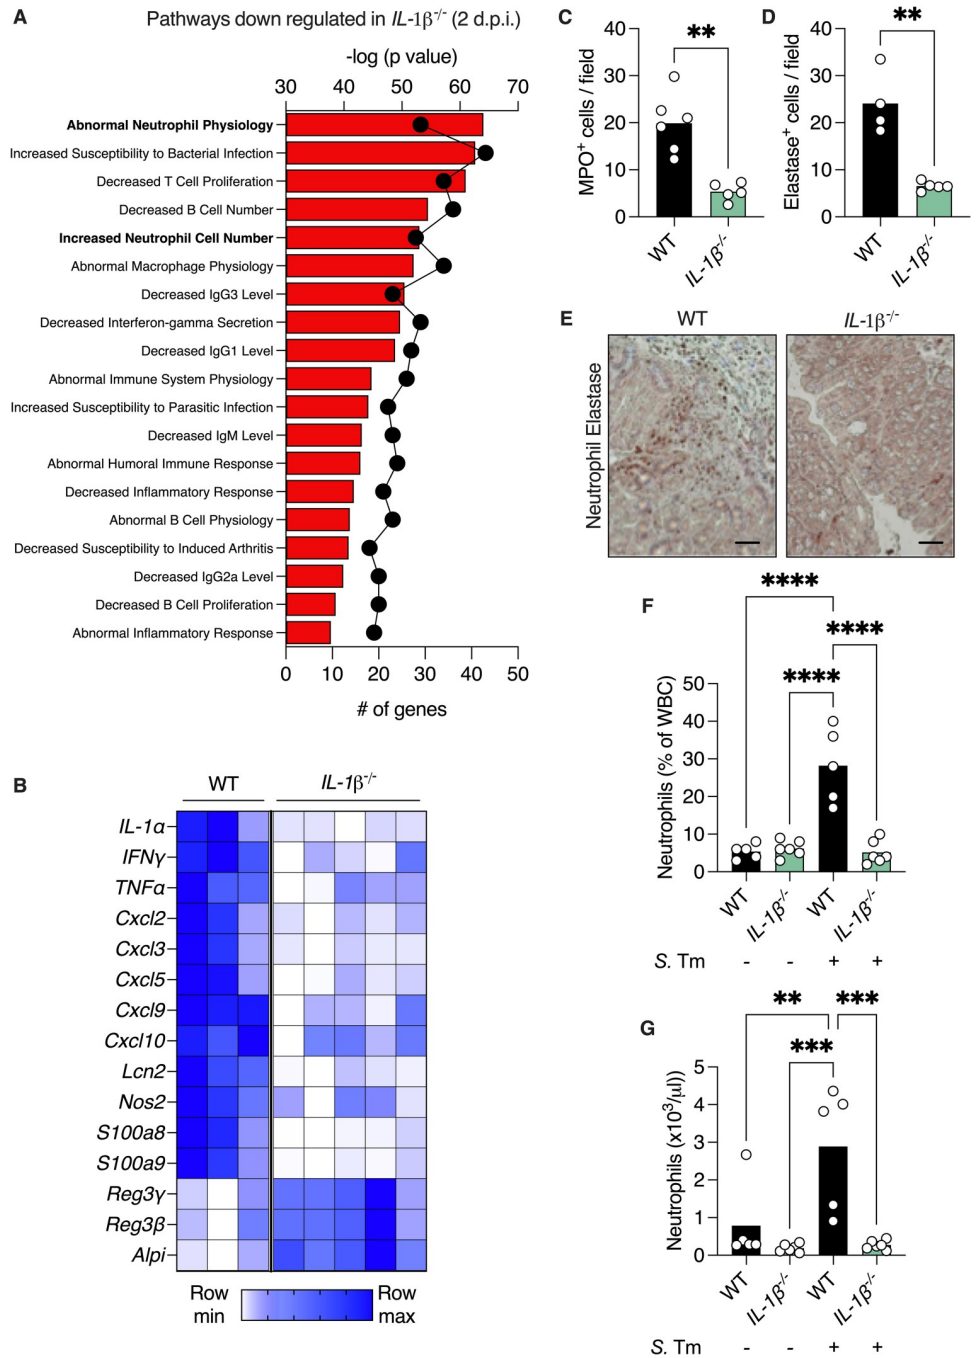 A
Pathways down regulated in IL-1β-/- (2 d.p.i.)
-log (p value)
30 40 50 60 70
Abnormal Neutrophil Physiology
Increased Susceptibility to Bacterial Infection
Decreased T Cell Proliferation
Decreased B Cell Number
Increased Neutrophil Cell Number
Abnormal Macrophage Physiology
Decreased IgG3 Level
Decreased Interferon-gamma Secretion
Decreased IgG1 Level
Abnormal Immune System Physiology
Increased Susceptibility to Parasitic Infection
Decreased IgM Level
Abnormal Humoral Immune Response
Decreased Inflammatory Response
Abnormal B Cell Physiology
Decreased Susceptibility to Induced Arthritis
Decreased IgG2a Level
Decreased B Cell Proliferation
Abnormal Inflammatory Response
0 10 20 30 40 50
# of genes
B
WT IL-1β-/-
IL-1α
IFNγ
TNFα
Cxcl2
Cxcl3
Cxcl5
Cxcl9
Cxcl10
Lcn2
Nos2
S100a8
S100a9
Reg3γ
Reg3β
Alpi
Row min
Row max
C
MPO+ cells / field
40
30
20
10
0
**
WT IL-1β-/-
D
Elastase+ cells / field
40
30
20
10
0
**
WT IL-1β-/-
E
WT IL-1β-/-
Neutrophil Elastase
F
Neutrophils (% of WBC)
50
40
30
20
10
0
****
****
****
WT IL-1β-/- WT IL-1β-/-
S. Tm - - + +
G
Neutrophils (x103/µl))
5
4
3
2
1
0
** ***
***
WT IL-1β-/- WT IL-1β-/-
S. Tm - - + +